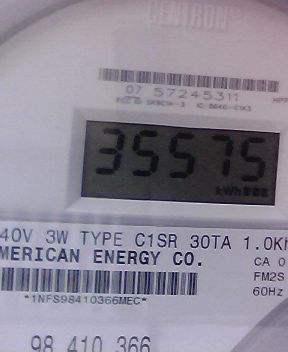 CENTRON
07 57245311
35575
kWh
40V 3W TYPE C1SR 30TA 1.0Kh
MERICAN ENERGY CO.
CA 0
FM2S
60Hz
*1NFS98410366MEC*
98 410 366